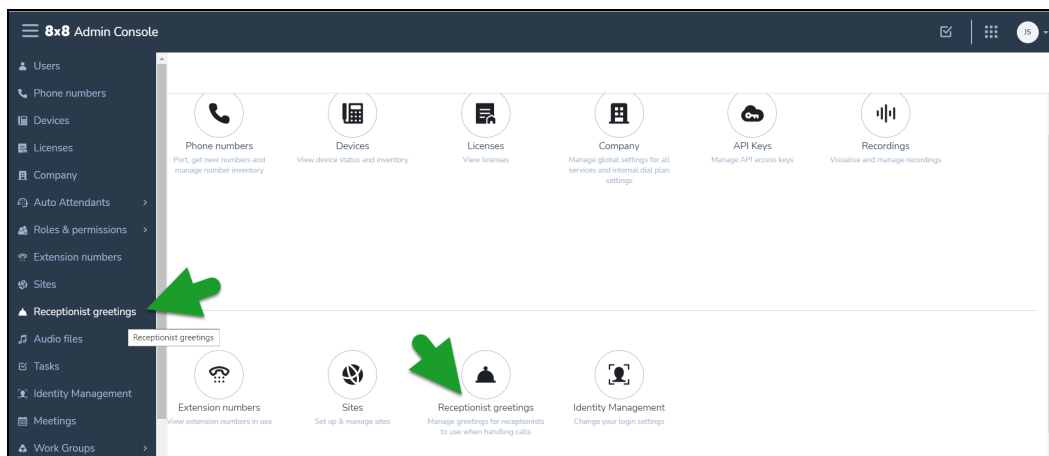 8x8 Admin Console
JS
Users
Phone numbers
Devices
Licenses
Company
Auto Attendants
Roles & permissions
Extension numbers
Sites
Receptionist greetings
Audio files
Tasks
Identity Management
Meetings
Work Groups
Receptionist greetings
Phone numbers
Port, get new numbers and
manage number inventory
Devices
View device status and inventory
Licenses
View licenses
Company
Manage global settings for all
services and internal dial plan
settings
API Keys
Manage API access keys
Recordings
Visualise and manage recordings
Extension numbers
View extension numbers in use
Sites
Set up & manage sites
Receptionist greetings
Manage greetings for receptionists
to use when handling calls
Identity Management
Change your login settings